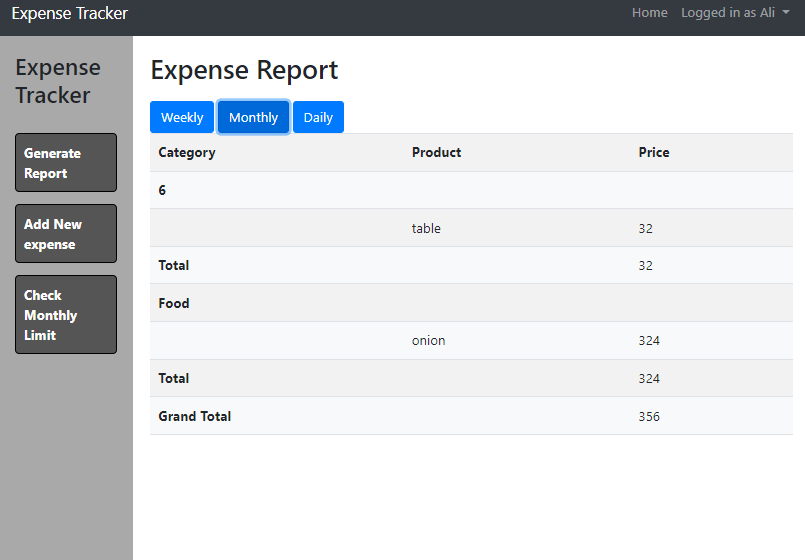 Expense Tracker
Home Logged in as Ali
Expense
Tracker
Generate
Report
Add New
expense
Check
Monthly
Limit
Expense Report
Weekly Monthly Daily
Category Product Price
6
table 32
Total 32
Food
onion 324
Total 324
Grand Total 356